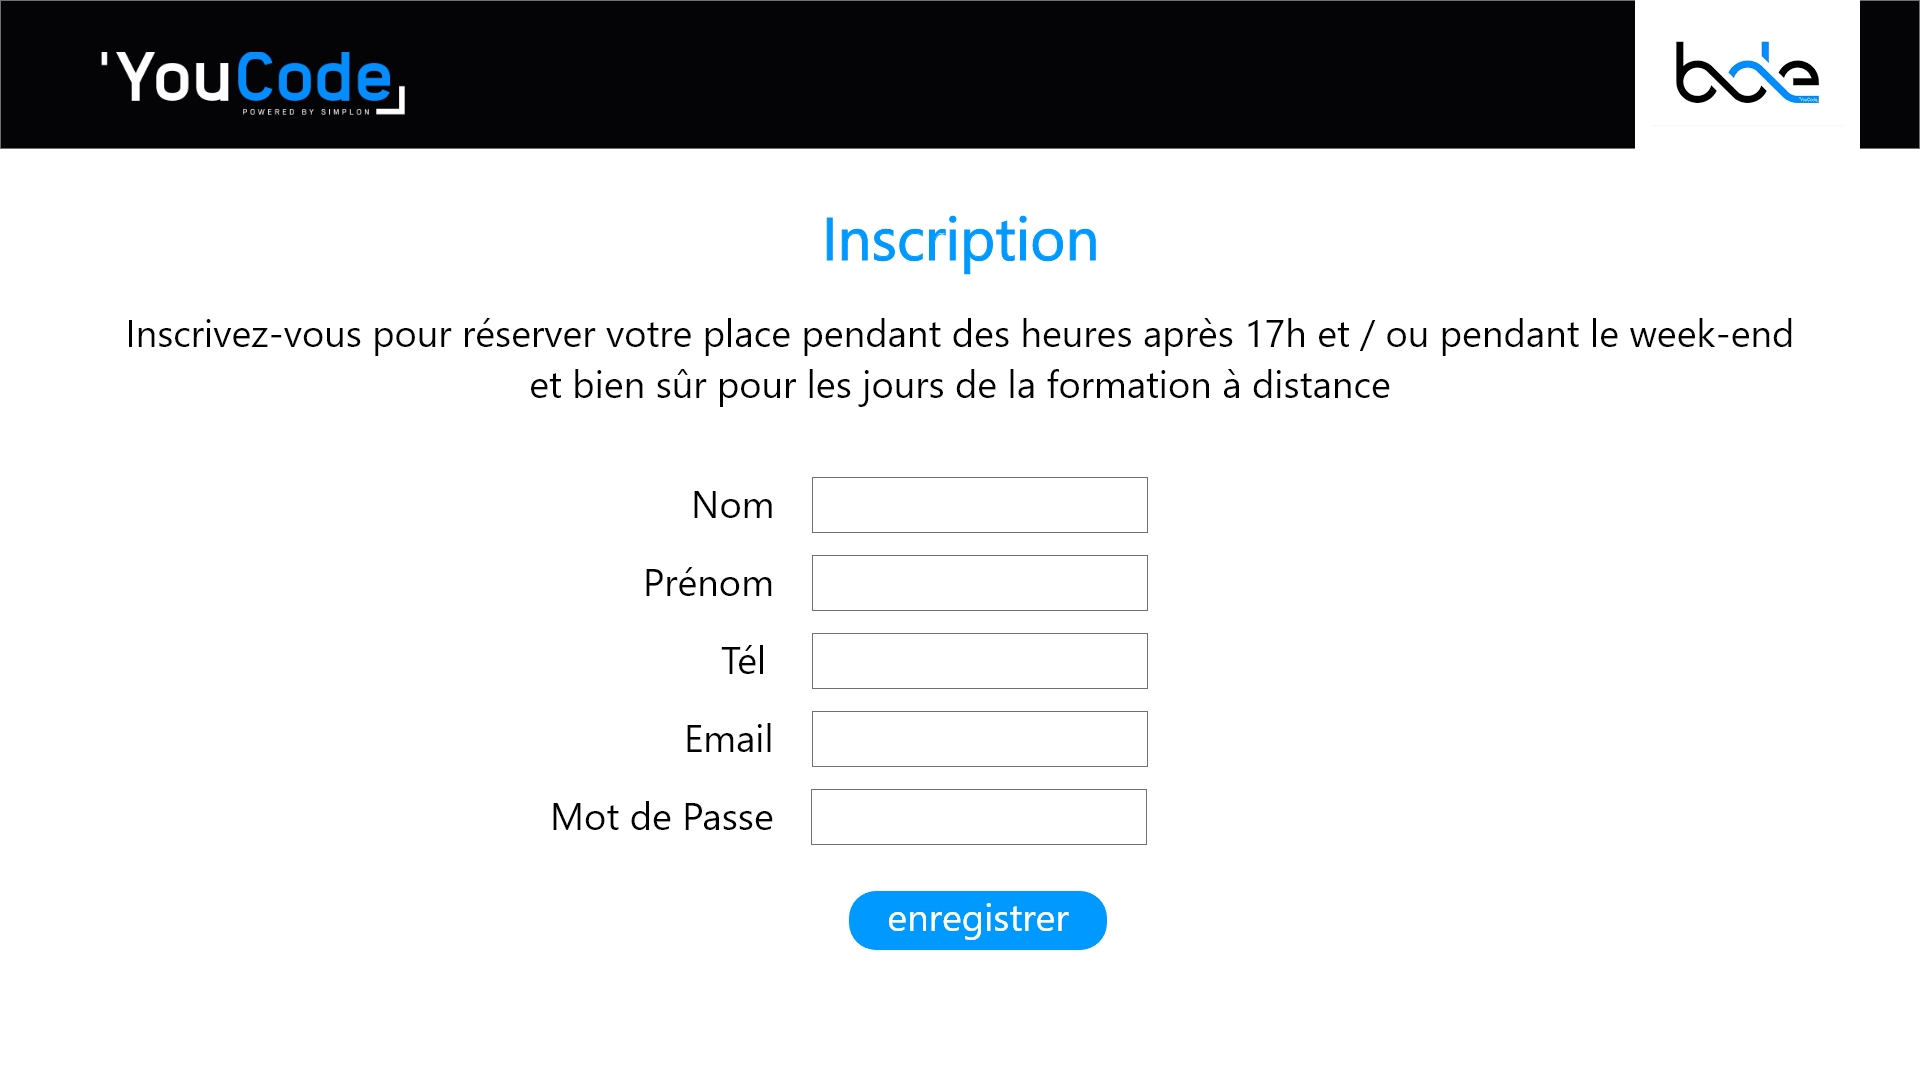 'YouCode
POWERED BY SIMPLON
bde
YouCode
Inscription
Inscrivez-vous pour réserver votre place pendant des heures après 17h et / ou pendant le week-end
et bien sûr pour les jours de la formation à distance
Nom
Prénom
Tél
Email
Mot de Passe
enregistrer